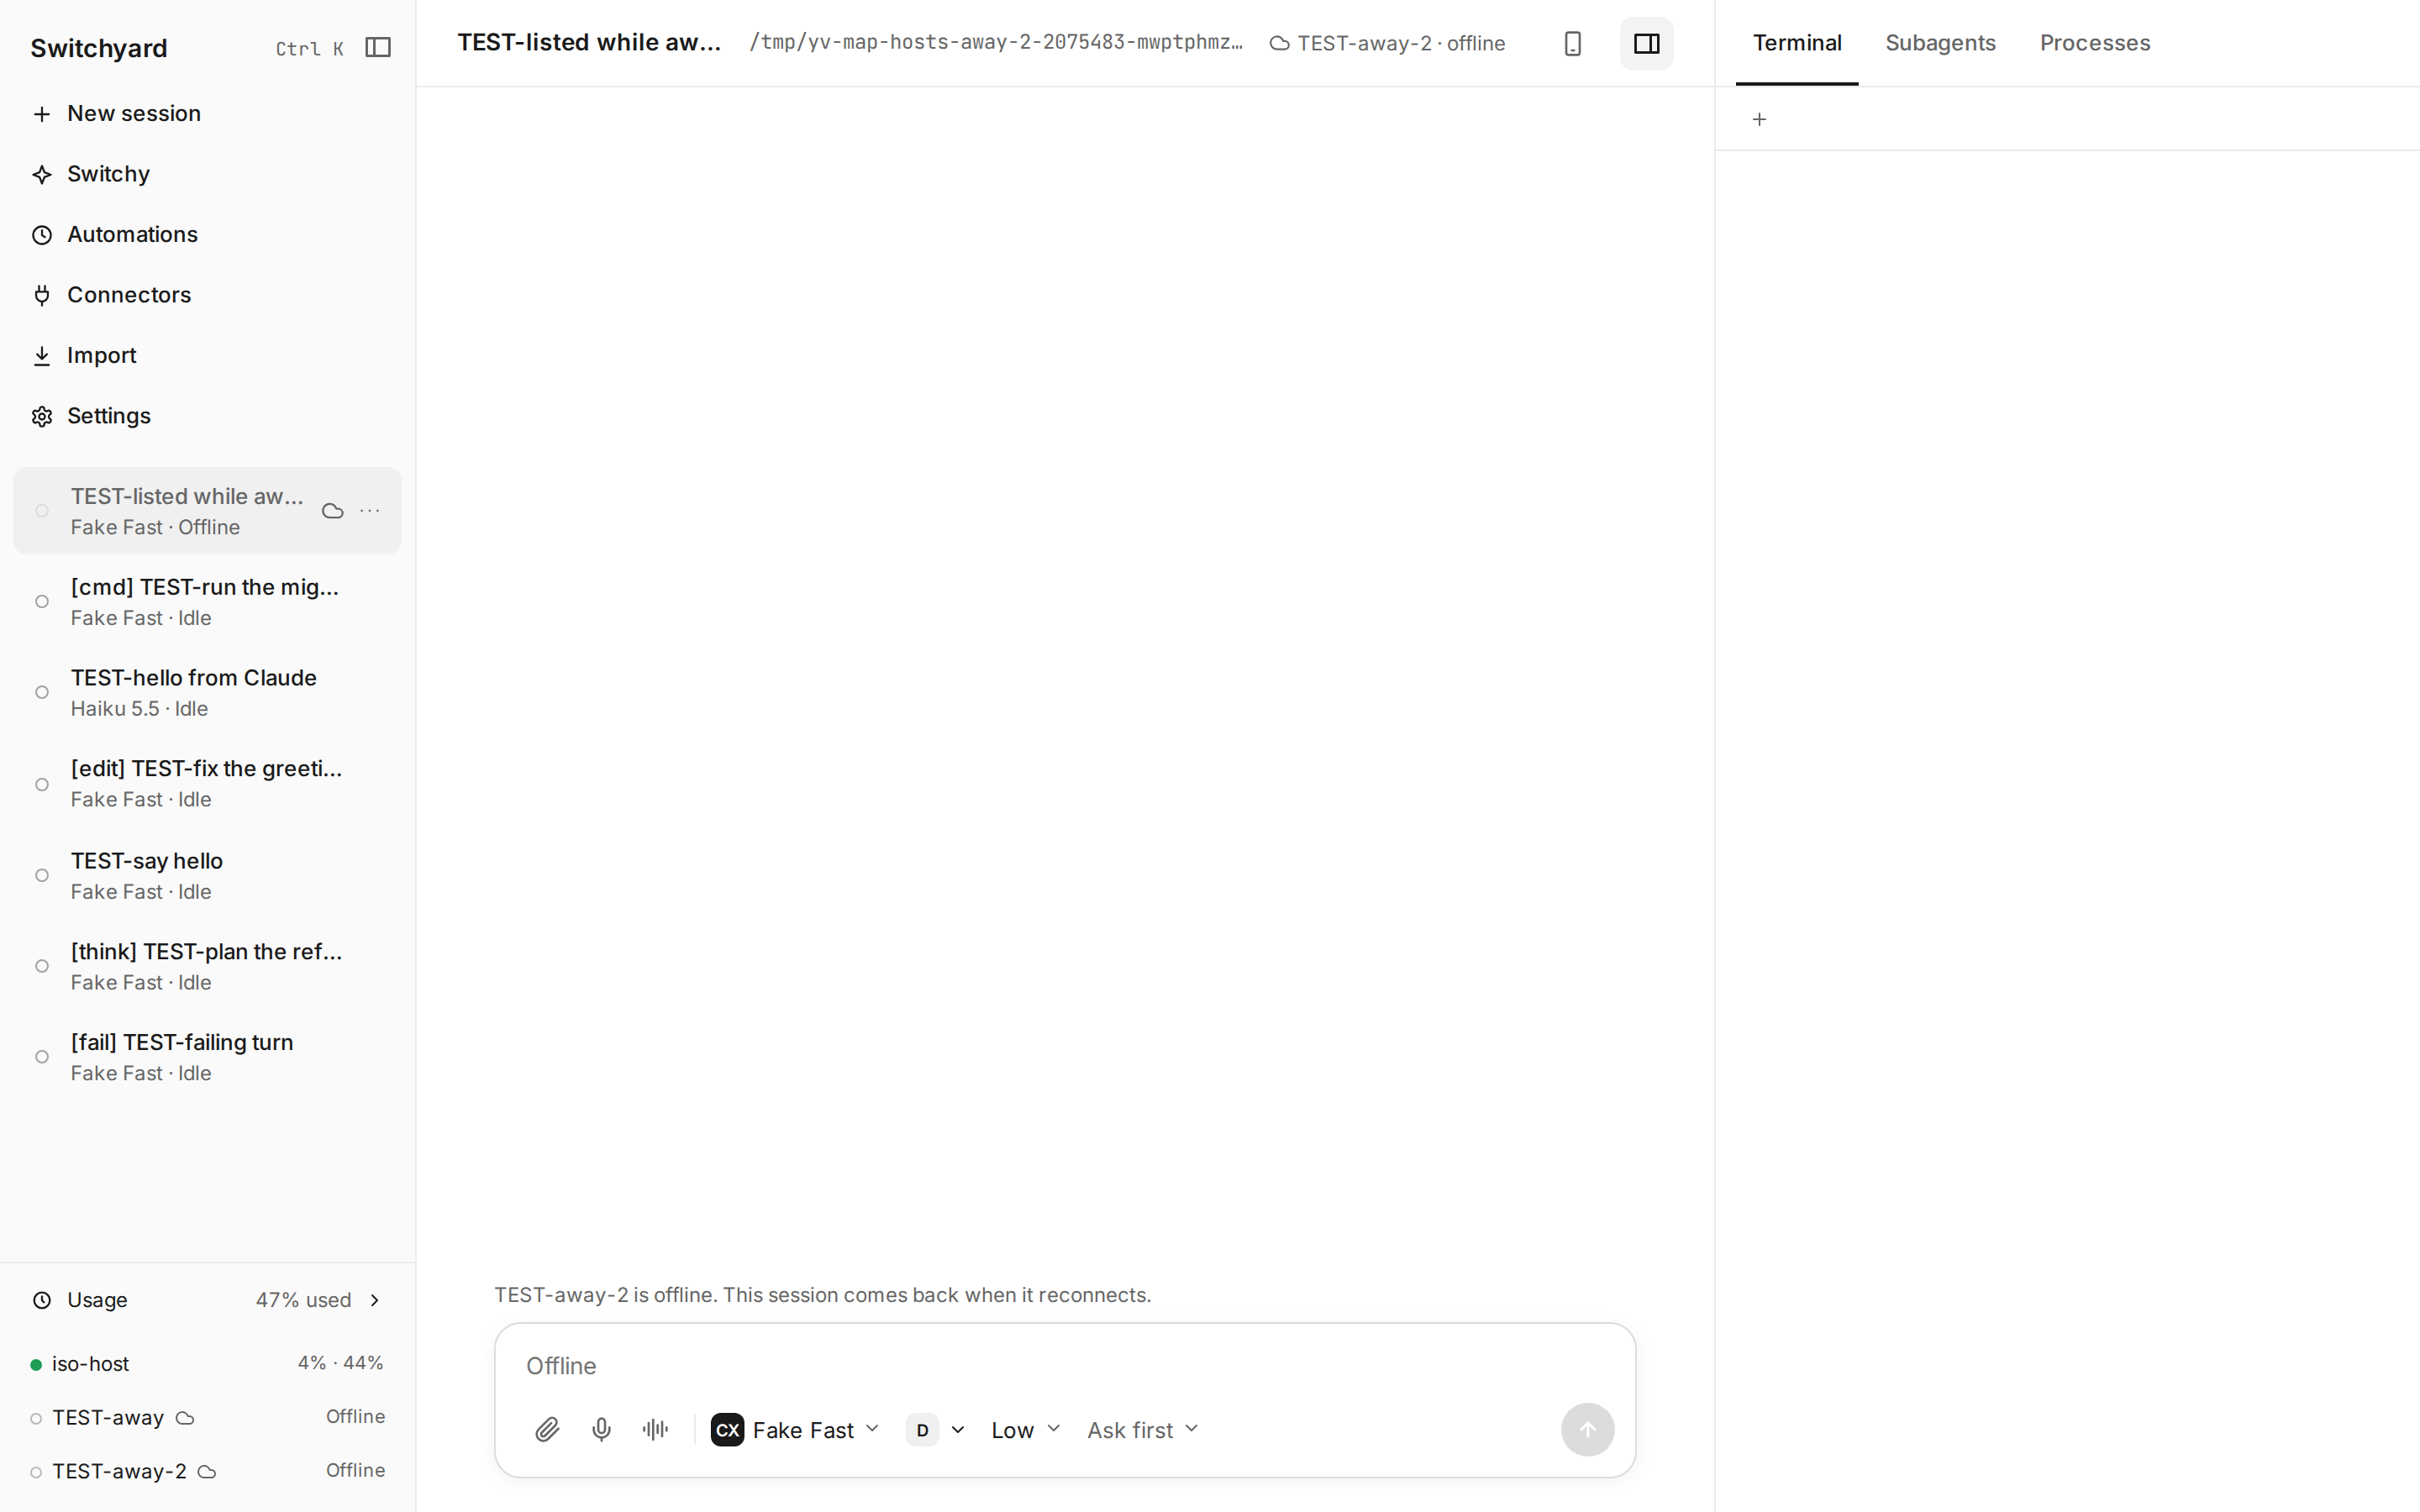 Switchyard Ctrl K
New session
Switchy
Automations
Connectors
Import
Settings
TEST-listed while aw...
Fake Fast · Offline
[cmd] TEST-run the mig...
Fake Fast · Idle
TEST-hello from Claude
Haiku 5.5 · Idle
[edit] TEST-fix the greeti...
Fake Fast · Idle
TEST-say hello
Fake Fast · Idle
[think] TEST-plan the ref...
Fake Fast · Idle
[fail] TEST-failing turn
Fake Fast · Idle
Usage 47% used
iso-host 4% · 44%
TEST-away Offline
TEST-away-2 Offline
TEST-listed while aw... /tmp/yv-map-hosts-away-2-2075483-mwptphmz... TEST-away-2 · offline
TEST-away-2 is offline. This session comes back when it reconnects.
Offline
CX Fake Fast D Low Ask first
Terminal Subagents Processes